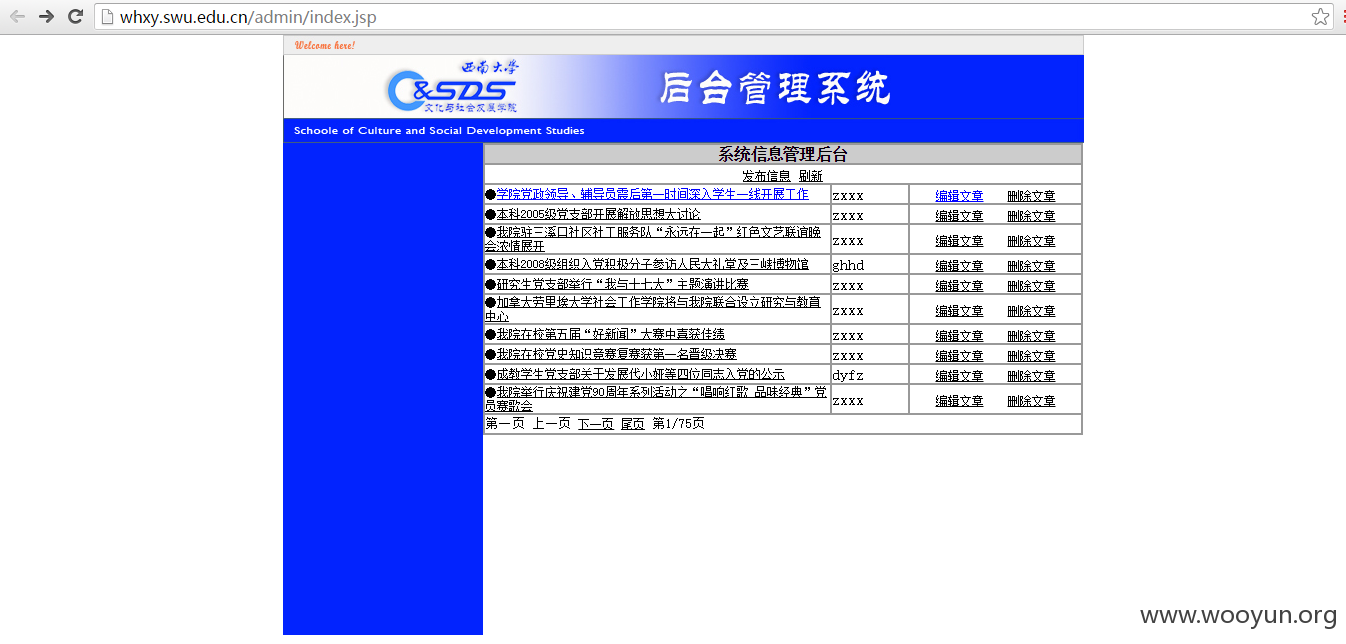 whxy.swu.edu.cn/admin/index.jsp
Welcome here!
西南大学
C&SDS
文化与社会发展学院
后台管理系统
Schoole of Culture and Social Development Studies
系统信息管理后台
发布信息 刷新
●学院党政领导、辅导员震后第一时间深入学生一线开展工作 zxxx 编辑文章 删除文章
●本科2005级党支部开展解放思想大讨论 zxxx 编辑文章 删除文章
●我院驻三溪口社区社工服务队“永远在一起”红色文艺联谊晚
会浓情展开 zxxx 编辑文章 删除文章
●本科2008级组织入党积极分子参访人民大礼堂及三峡博物馆 ghhd 编辑文章 删除文章
●研究生党支部举行“我与十七大”主题演讲比赛 zxxx 编辑文章 删除文章
●加拿大劳里埃大学社会工作学院将与我院联合设立研究与教育
中心 zxxx 编辑文章 删除文章
●我院在校第五届“好新闻”大赛中喜获佳绩 zxxx 编辑文章 删除文章
●我院在校党史知识竞赛复赛获第一名晋级决赛 zxxx 编辑文章 删除文章
●成教学生党支部关于发展代小娅等四位同志入党的公示 dyfz 编辑文章 删除文章
●我院举行庆祝建党90周年系列活动之“唱响红歌 品味经典”党
员赛歌会 zxxx 编辑文章 删除文章
第一页 上一页 下一页 尾页 第1/75页
www.wooyun.org